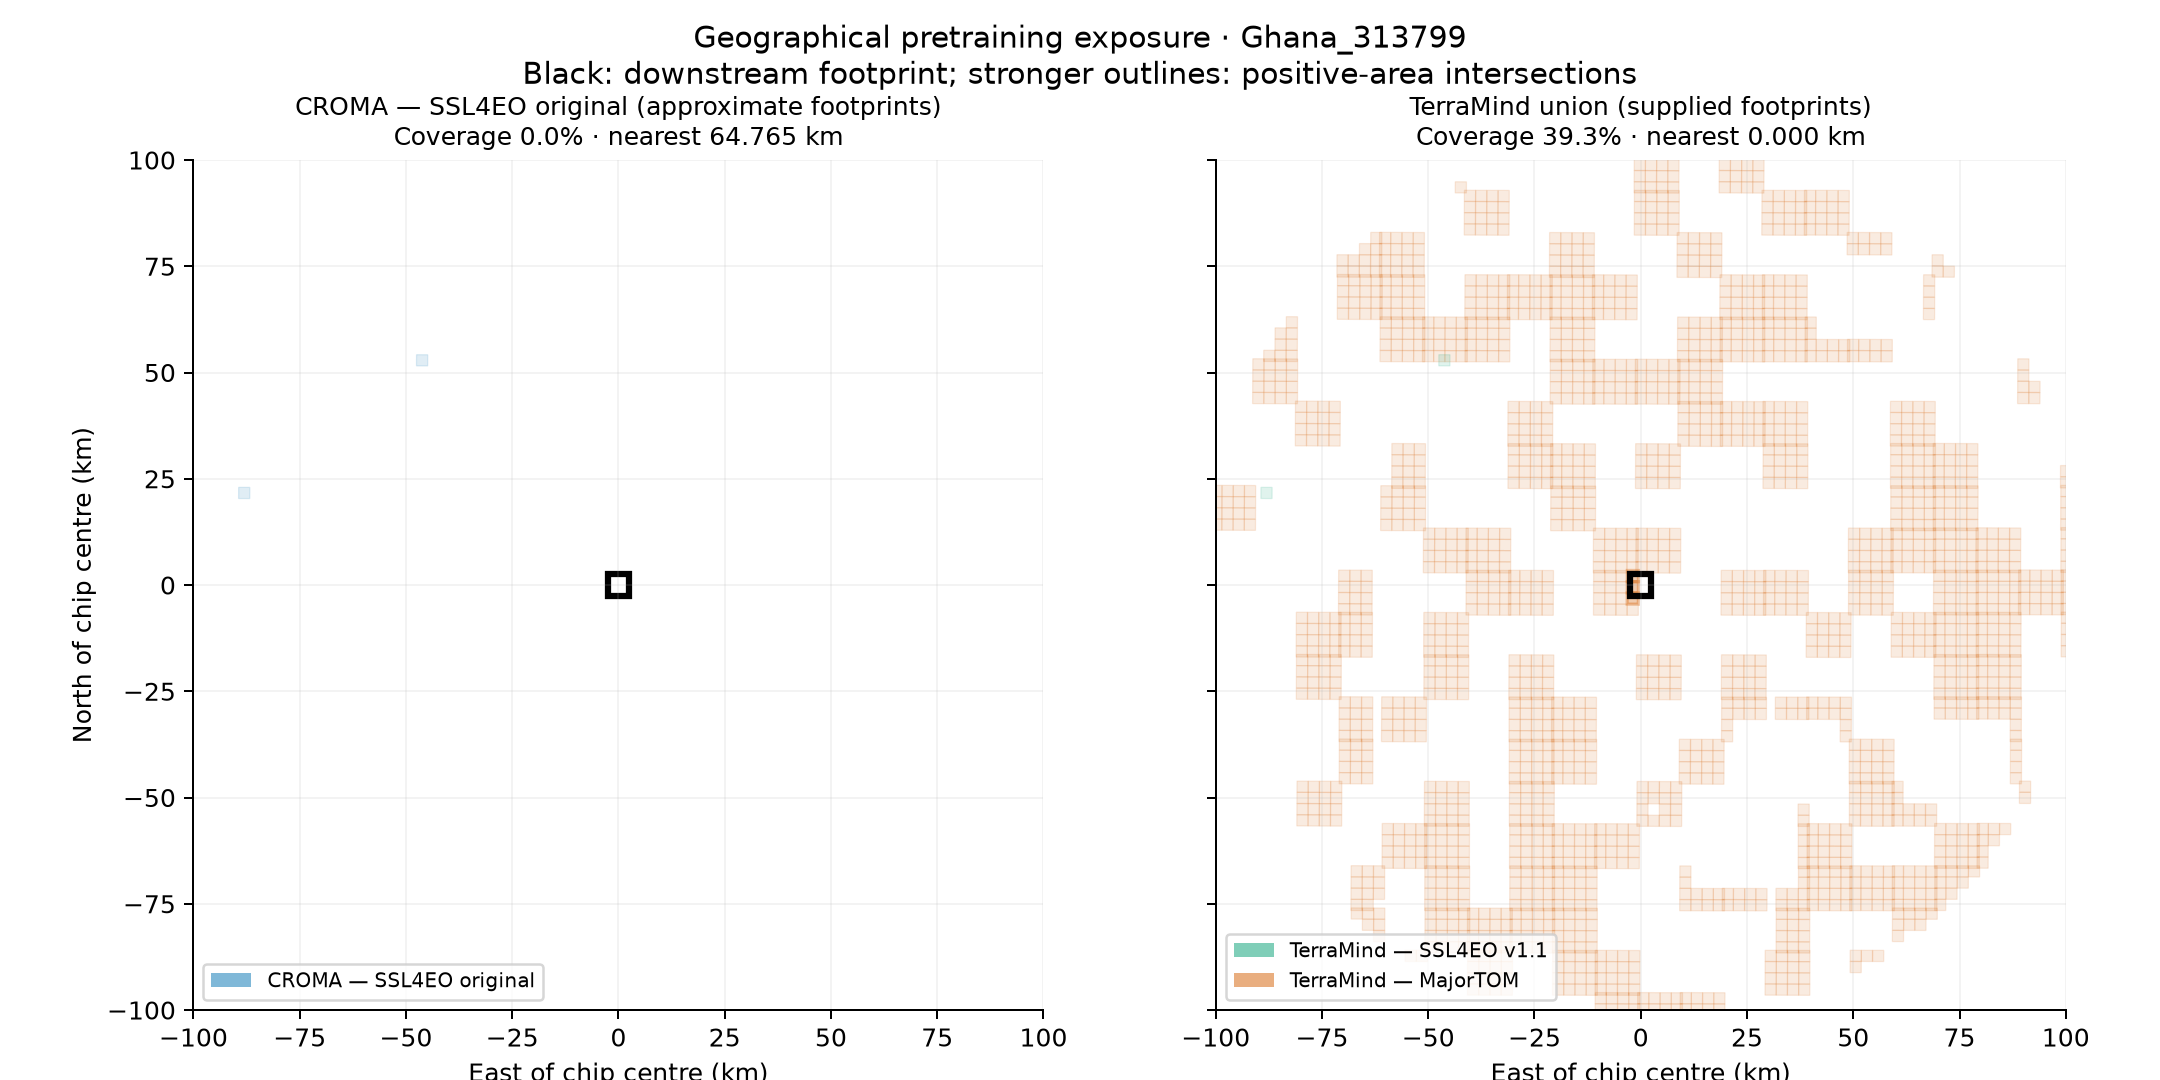 Geographical pretraining exposure · Ghana_313799
Black: downstream footprint; stronger outlines: positive-area intersections
CROMA — SSL4EO original (approximate footprints)
Coverage 0.0% · nearest 64.765 km
100
75
50
25
0
−25
−50
−75
−100
North of chip centre (km)
CROMA — SSL4EO original
−100 −75 −50 −25 0 25 50 75 100
East of chip centre (km)
TerraMind union (supplied footprints)
Coverage 39.3% · nearest 0.000 km
TerraMind — SSL4EO v1.1
TerraMind — MajorTOM
−100 −75 −50 −25 0 25 50 75 100
East of chip centre (km)